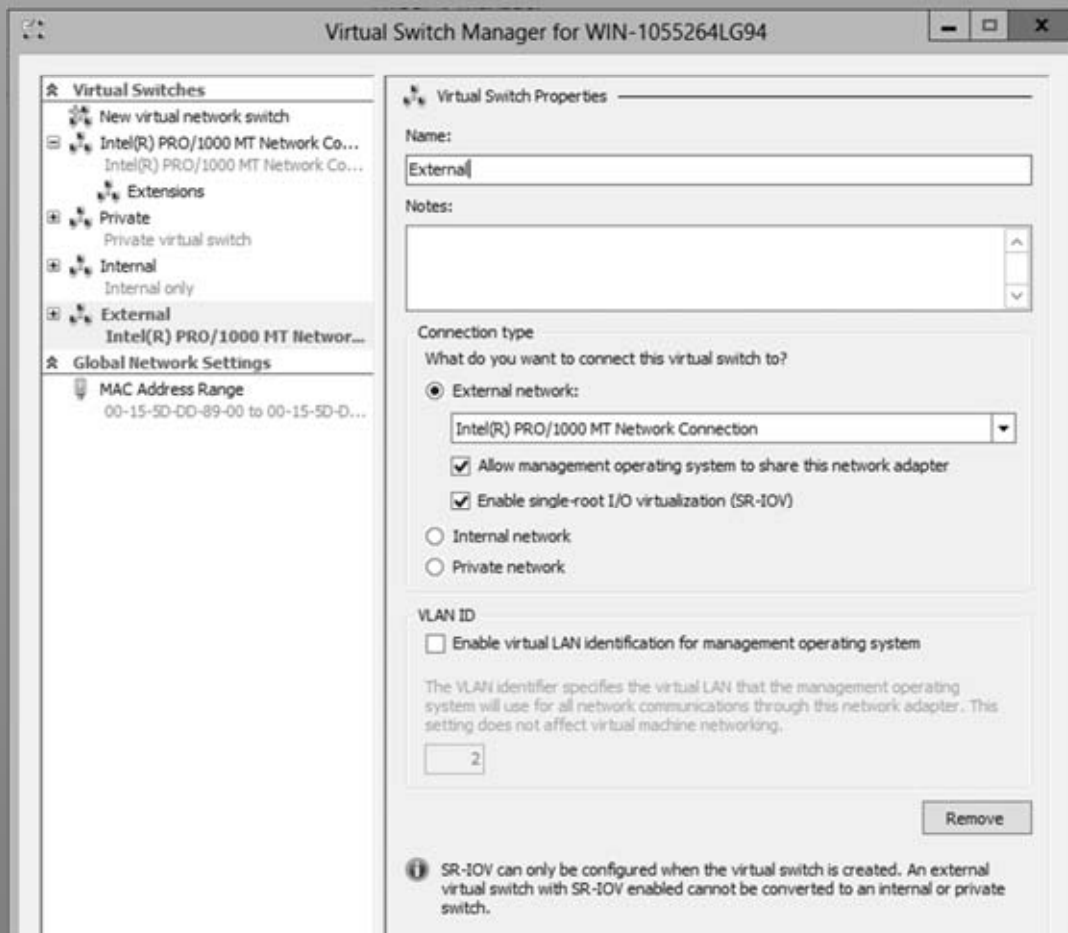 Virtual Switch Manager for WIN-1055264LG94
Virtual Switches
New virtual network switch
Intel(R) PRO/1000 MT Network Co...
Intel(R) PRO/1000 MT Network Co...
Extensions
Private
Private virtual switch
Internal
Internal only
External
Intel(R) PRO/1000 MT Networ...
Global Network Settings
MAC Address Range
00-15-5D-DD-89-00 to 00-15-5D-D...
Virtual Switch Properties
Name:
External
Notes:
Connection type
What do you want to connect this virtual switch to?
External network:
Intel(R) PRO/1000 MT Network Connection
Allow management operating system to share this network adapter
Enable single-root I/O virtualization (SR-IOV)
Internal network
Private network
VLAN ID
Enable virtual LAN identification for management operating system
The VLAN identifier specifies the virtual LAN that the management operating
system will use for all network communications through this network adapter. This
setting does not affect virtual machine networking.
2
Remove
SR-IOV can only be configured when the virtual switch is created. An external
virtual switch with SR-IOV enabled cannot be converted to an internal or private
switch.